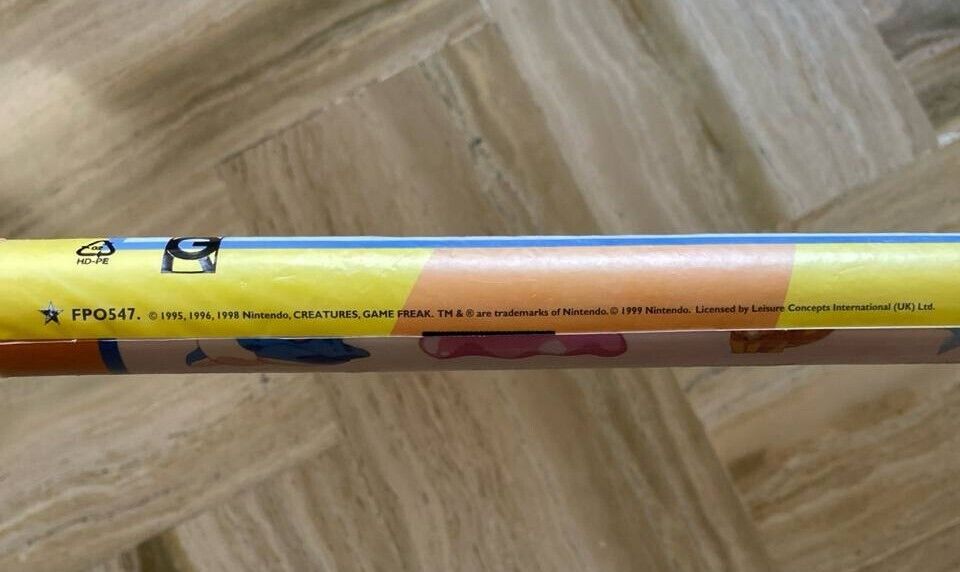 02
HD-PE
G
FPO547. © 1995, 1996, 1998 Nintendo, CREATURES, GAME FREAK. TM & ® are trademarks of Nintendo. © 1999 Nintendo. Licensed by Leisure Concepts International (UK) Ltd.